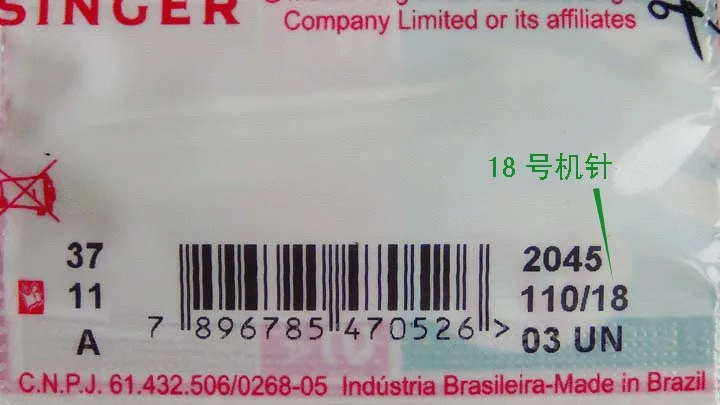 SINGER
Company Limited or its affiliates
18 号机针
37
11
A
7 896785 470526 >
2045
110/18
03 UN
C.N.P.J. 61.432.506/0268-05 Indústria Brasileira-Made in Brazil